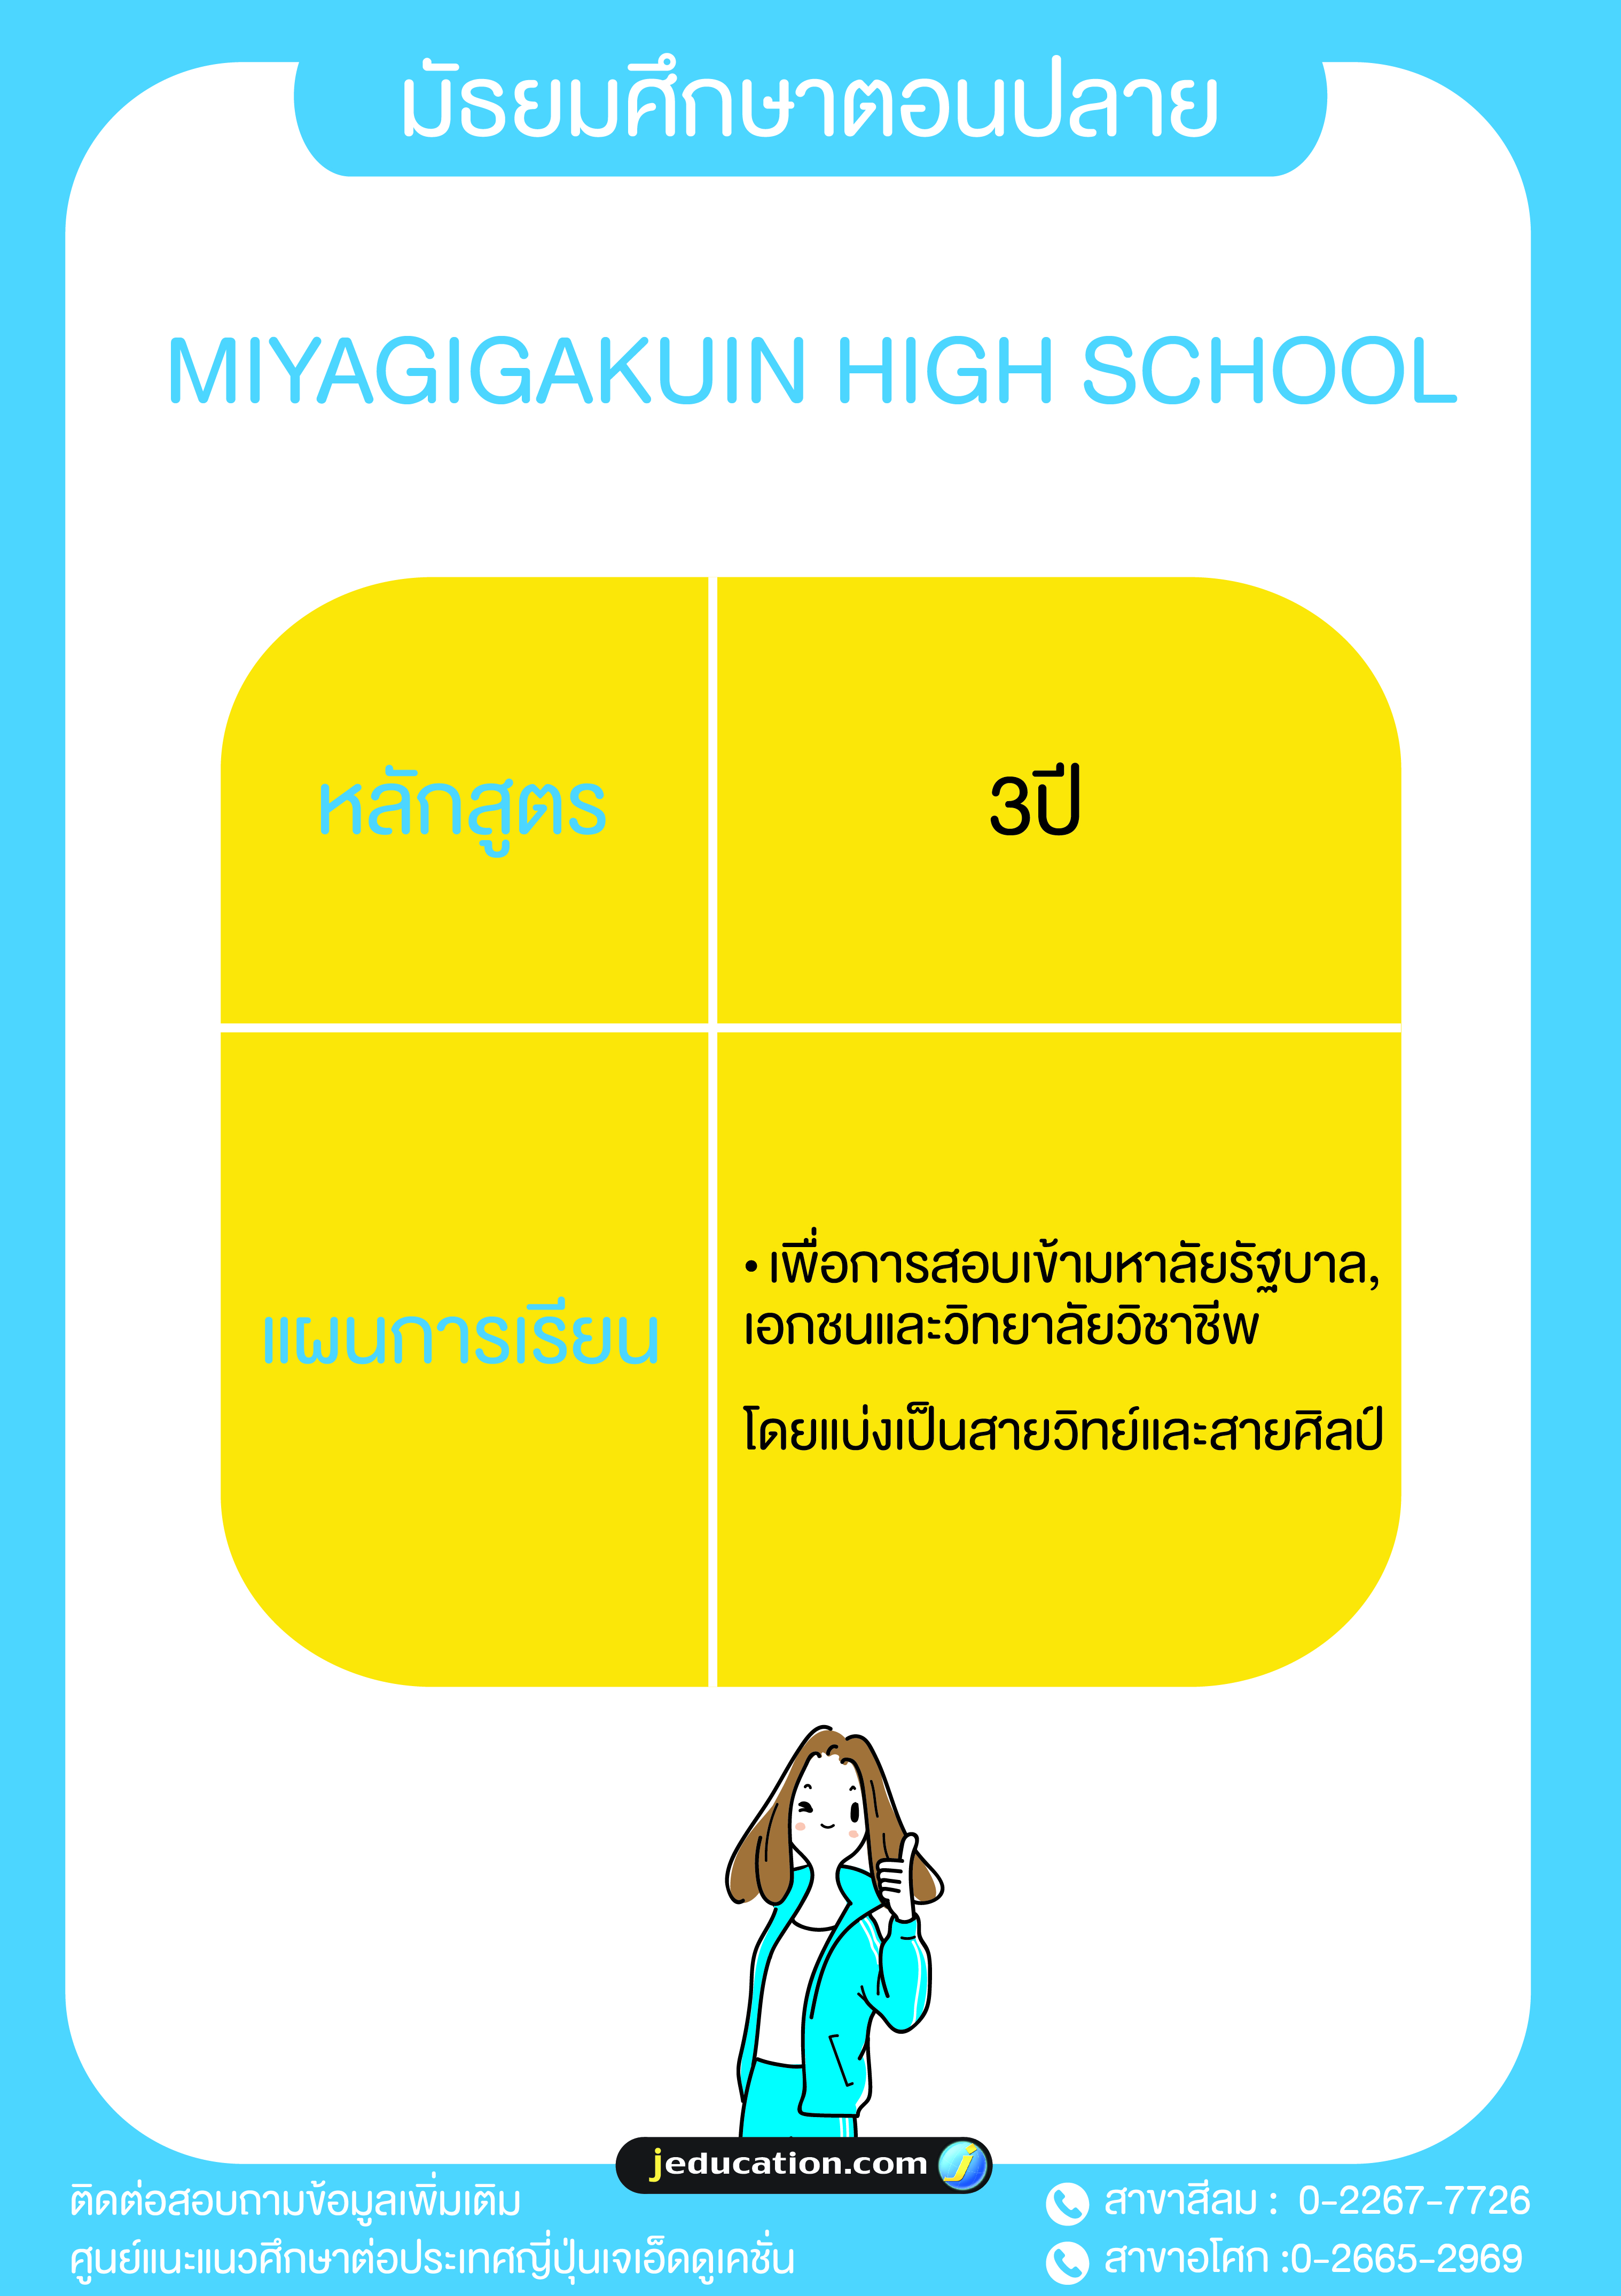 มัธยมศึกษาตอนปลาย
MIYAGIGAKUIN HIGH SCHOOL
หลักสูตร
3ปี
แผนการเรียน
• เพื่อการสอบเข้ามหาลัยรัฐบาล,
เอกชนและวิทยาลัยวิชาชีพ
โดยแบ่งเป็นสายวิทย์และสายศิลป์
jeducation.com j
ติดต่อสอบถามข้อมูลเพิ่มเติม
ศูนย์แนะแนวศึกษาต่อประเทศญี่ปุ่นเจเอ็ดดูเคชั่น
สาขาสีลม : 0-2267-7726
สาขาอโศก :0-2665-2969